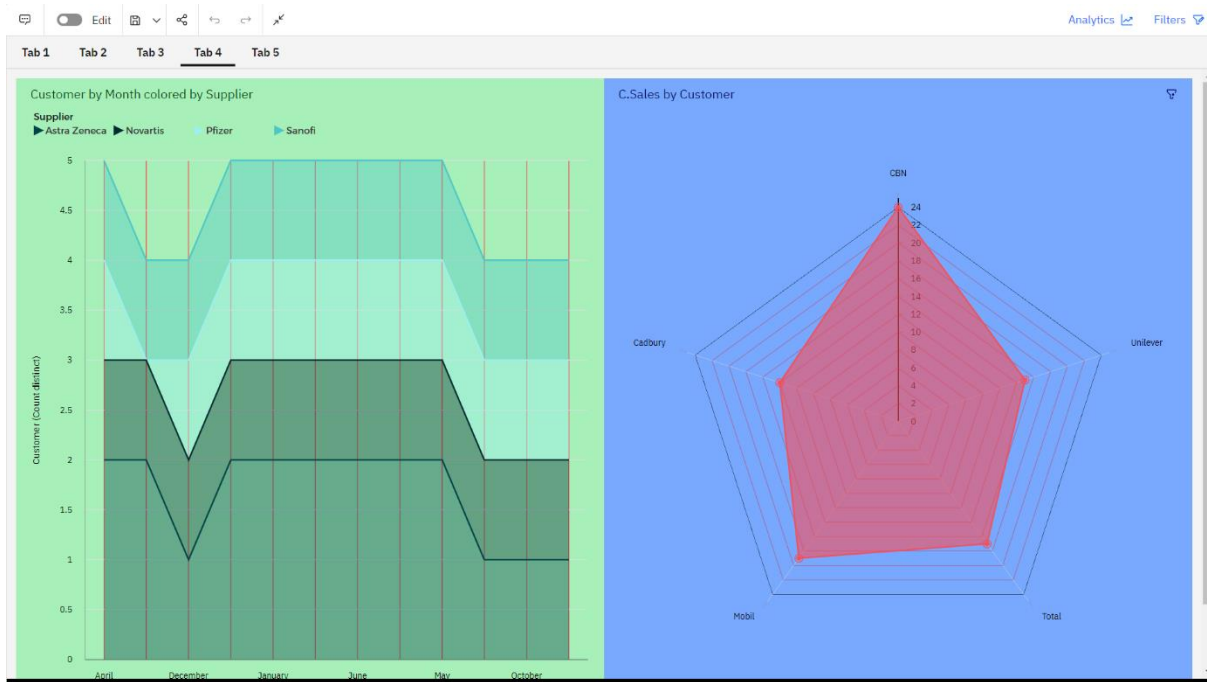 Edit
Analytics
Filters
Tab 1 Tab 2 Tab 3 Tab 4 Tab 5
Customer by Month colored by Supplier
Supplier
Astra Zeneca Novartis Pfizer Sanofi
5
4.5
4
3.5
3
2.5
2
1.5
1
0.5
0
Customer (Count distinct)
April December January June May October
C.Sales by Customer
CBN
24
22
20
18
16
14
12
10
8
6
4
2
0
Cadbury
Unilever
Mobil
Total